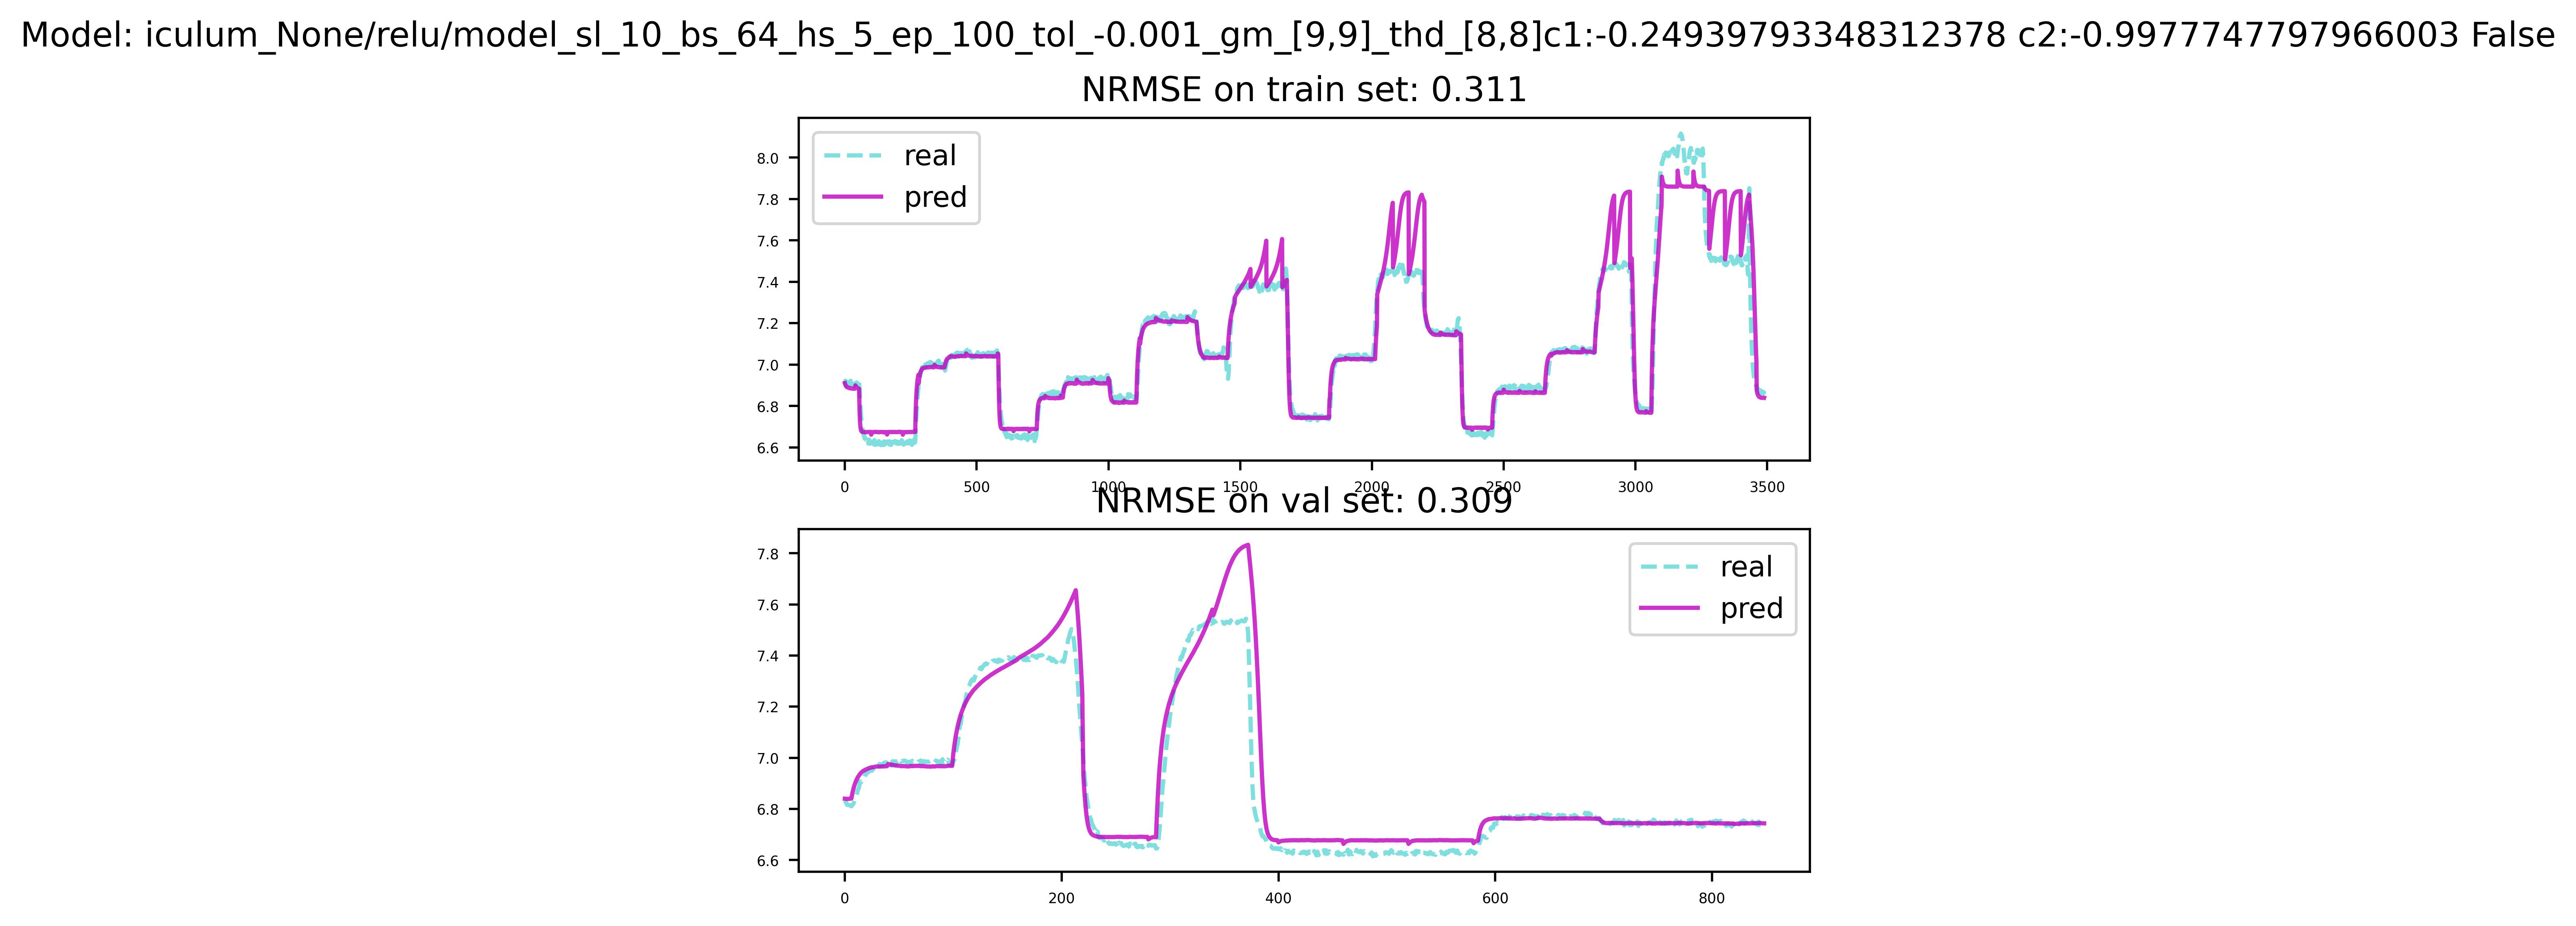 Model: iculum_None/relu/model_sl_10_bs_64_hs_5_ep_100_tol_-0.001_gm_[9,9]_thd_[8,8]c1:-0.24939793348312378 c2:-0.9977747797966003 False
NRMSE on train set: 0.311
real
pred
8.0
7.8
7.6
7.4
7.2
7.0
6.8
6.6
0 500 1000 1500 2000 2500 3000 3500
NRMSE on val set: 0.309
real
pred
7.8
7.6
7.4
7.2
7.0
6.8
6.6
0 200 400 600 800